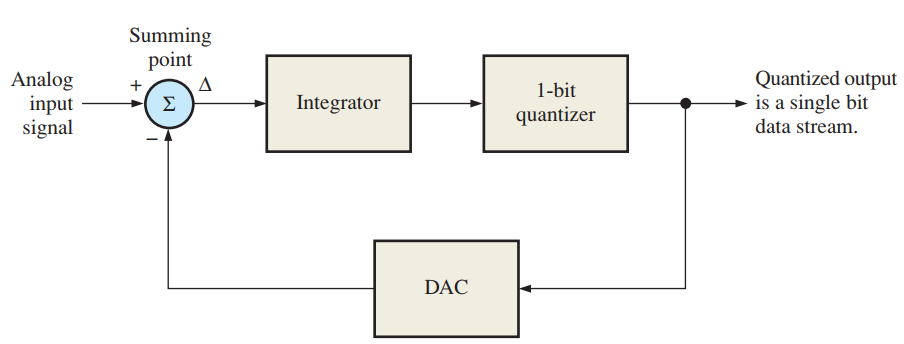 Summing
point
Analog
input
signal
+
Σ
Δ
−
Integrator
1-bit
quantizer
Quantized output
is a single bit
data stream.
DAC